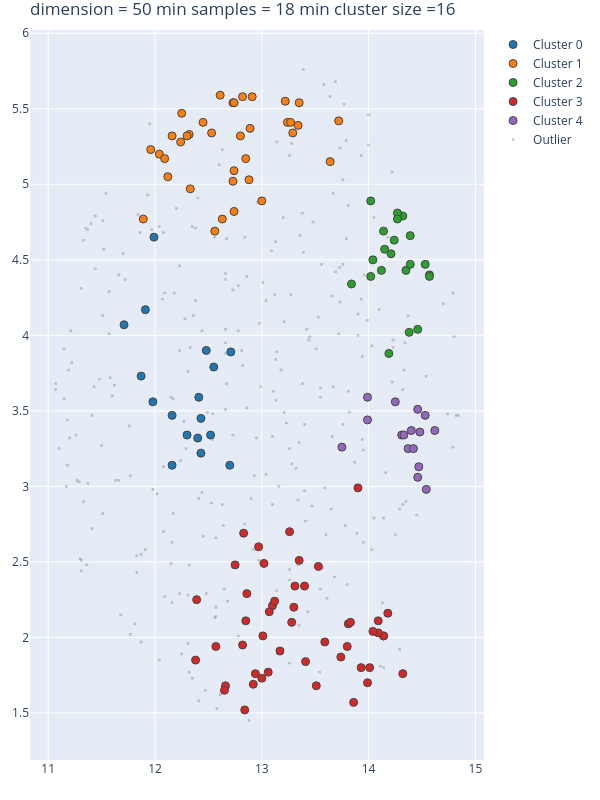 dimension = 50 min samples = 18 min cluster size =16
6
5.5
5
4.5
4
3.5
3
2.5
2
1.5
11
12
13
14
15
Cluster 0
Cluster 1
Cluster 2
Cluster 3
Cluster 4
Outlier